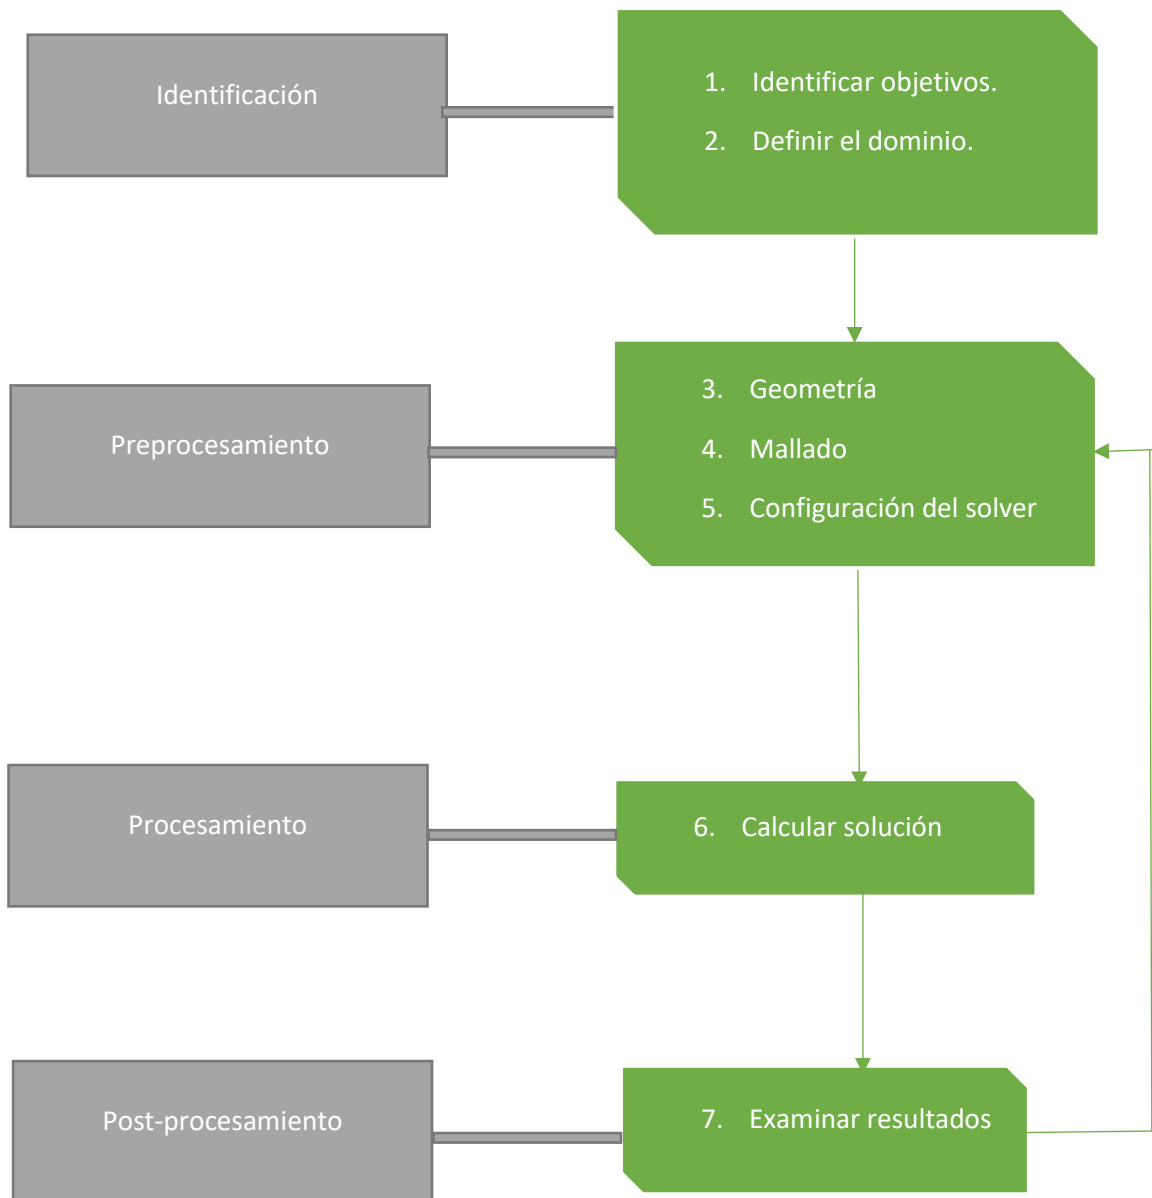 Identificación
1. Identificar objetivos.
2. Definir el dominio.
Preprocesamiento
3. Geometría
4. Mallado
5. Configuración del solver
Procesamiento
6. Calcular solución
Post-procesamiento
7. Examinar resultados